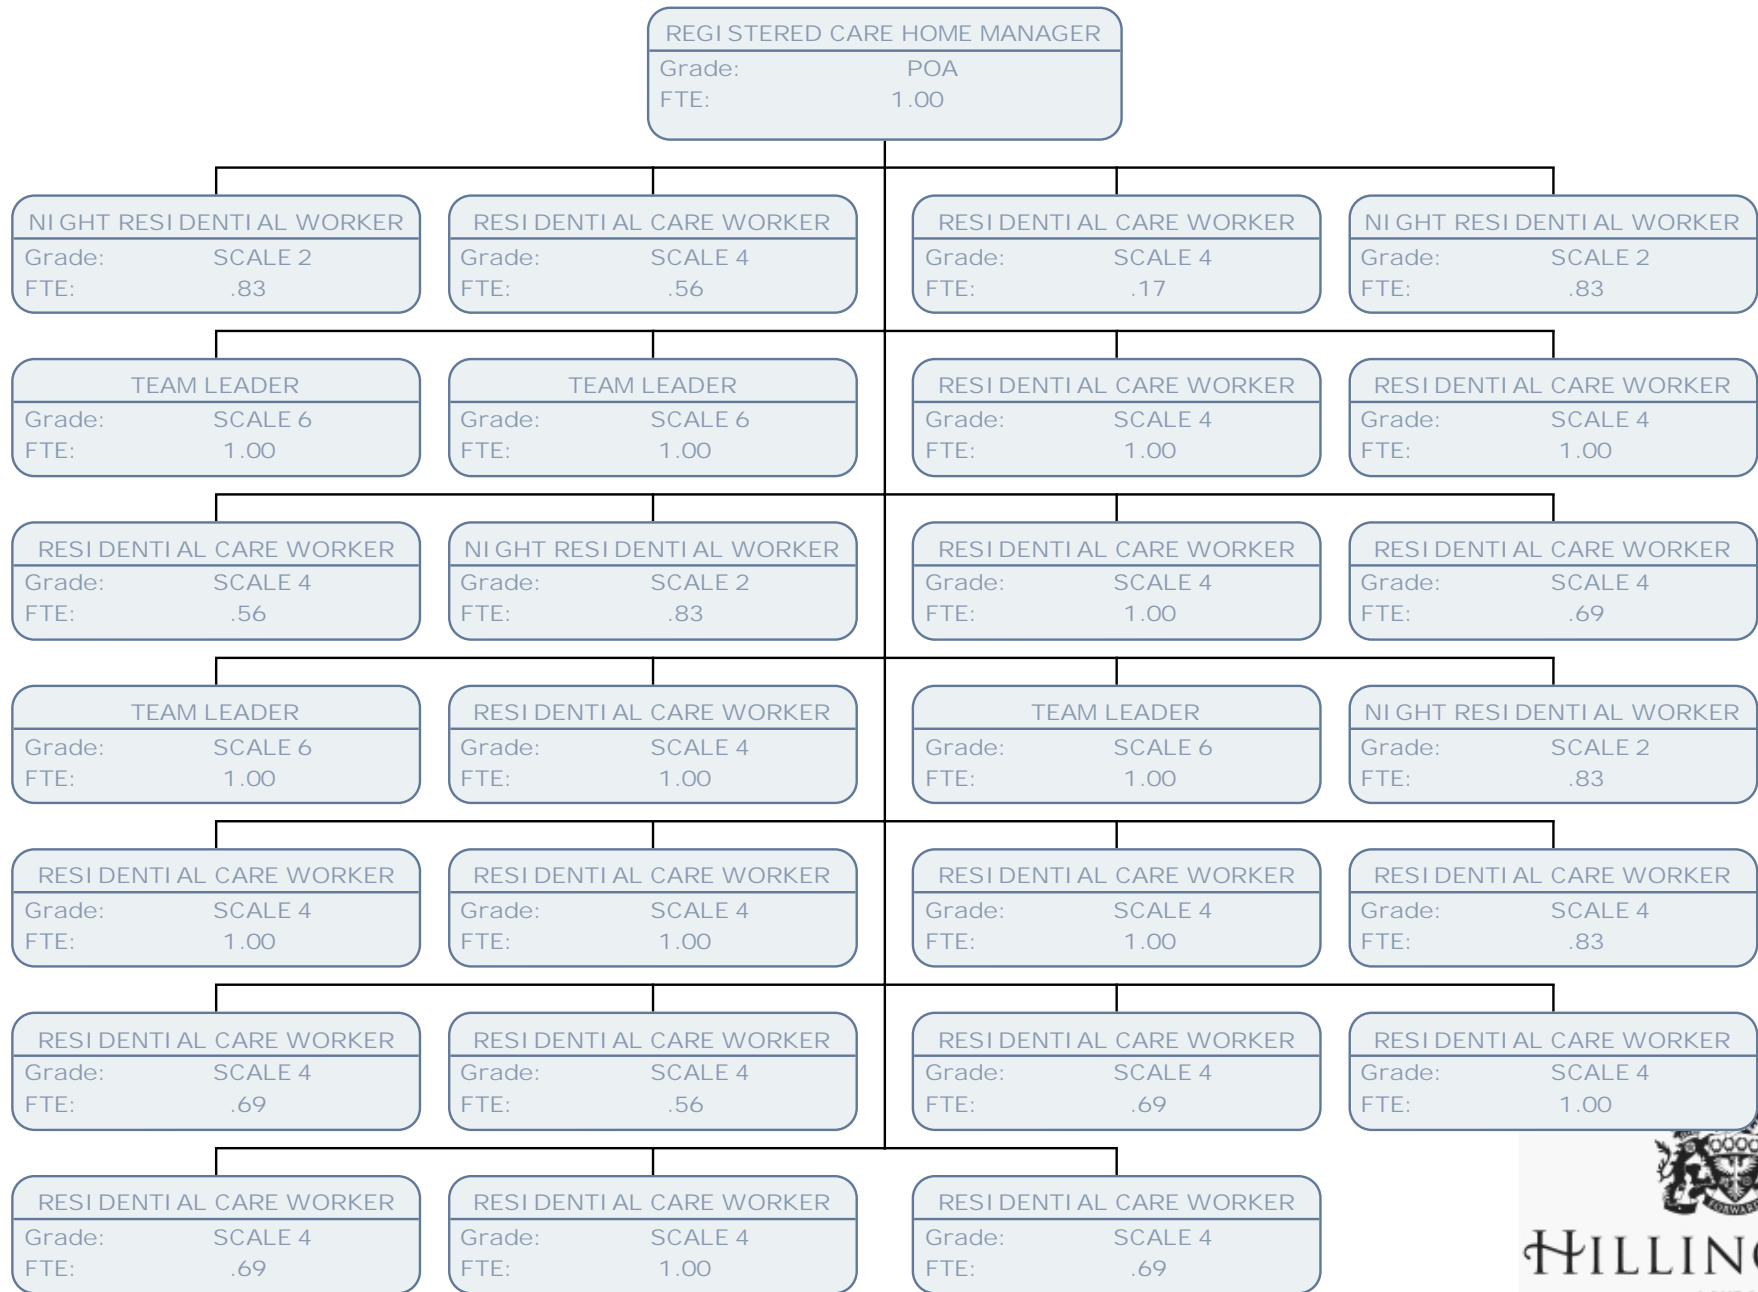 REGISTERED CARE HOME MANAGER
Grade: POA
FTE: 1.00
NIGHT RESIDENTIAL WORKER
Grade: SCALE 2
FTE: .83
RESIDENTIAL CARE WORKER
Grade: SCALE 4
FTE: .56
RESIDENTIAL CARE WORKER
Grade: SCALE 4
FTE: .17
NIGHT RESIDENTIAL WORKER
Grade: SCALE 2
FTE: .83
TEAM LEADER
Grade: SCALE 6
FTE: 1.00
TEAM LEADER
Grade: SCALE 6
FTE: 1.00
RESIDENTIAL CARE WORKER
Grade: SCALE 4
FTE: 1.00
RESIDENTIAL CARE WORKER
Grade: SCALE 4
FTE: 1.00
RESIDENTIAL CARE WORKER
Grade: SCALE 4
FTE: .56
NIGHT RESIDENTIAL WORKER
Grade: SCALE 2
FTE: .83
RESIDENTIAL CARE WORKER
Grade: SCALE 4
FTE: 1.00
RESIDENTIAL CARE WORKER
Grade: SCALE 4
FTE: .69
TEAM LEADER
Grade: SCALE 6
FTE: 1.00
RESIDENTIAL CARE WORKER
Grade: SCALE 4
FTE: 1.00
TEAM LEADER
Grade: SCALE 6
FTE: 1.00
NIGHT RESIDENTIAL WORKER
Grade: SCALE 2
FTE: .83
RESIDENTIAL CARE WORKER
Grade: SCALE 4
FTE: 1.00
RESIDENTIAL CARE WORKER
Grade: SCALE 4
FTE: 1.00
RESIDENTIAL CARE WORKER
Grade: SCALE 4
FTE: 1.00
RESIDENTIAL CARE WORKER
Grade: SCALE 4
FTE: .83
RESIDENTIAL CARE WORKER
Grade: SCALE 4
FTE: .69
RESIDENTIAL CARE WORKER
Grade: SCALE 4
FTE: .56
RESIDENTIAL CARE WORKER
Grade: SCALE 4
FTE: .69
RESIDENTIAL CARE WORKER
Grade: SCALE 4
FTE: 1.00
RESIDENTIAL CARE WORKER
Grade: SCALE 4
FTE: .69
RESIDENTIAL CARE WORKER
Grade: SCALE 4
FTE: 1.00
RESIDENTIAL CARE WORKER
Grade: SCALE 4
FTE: .69